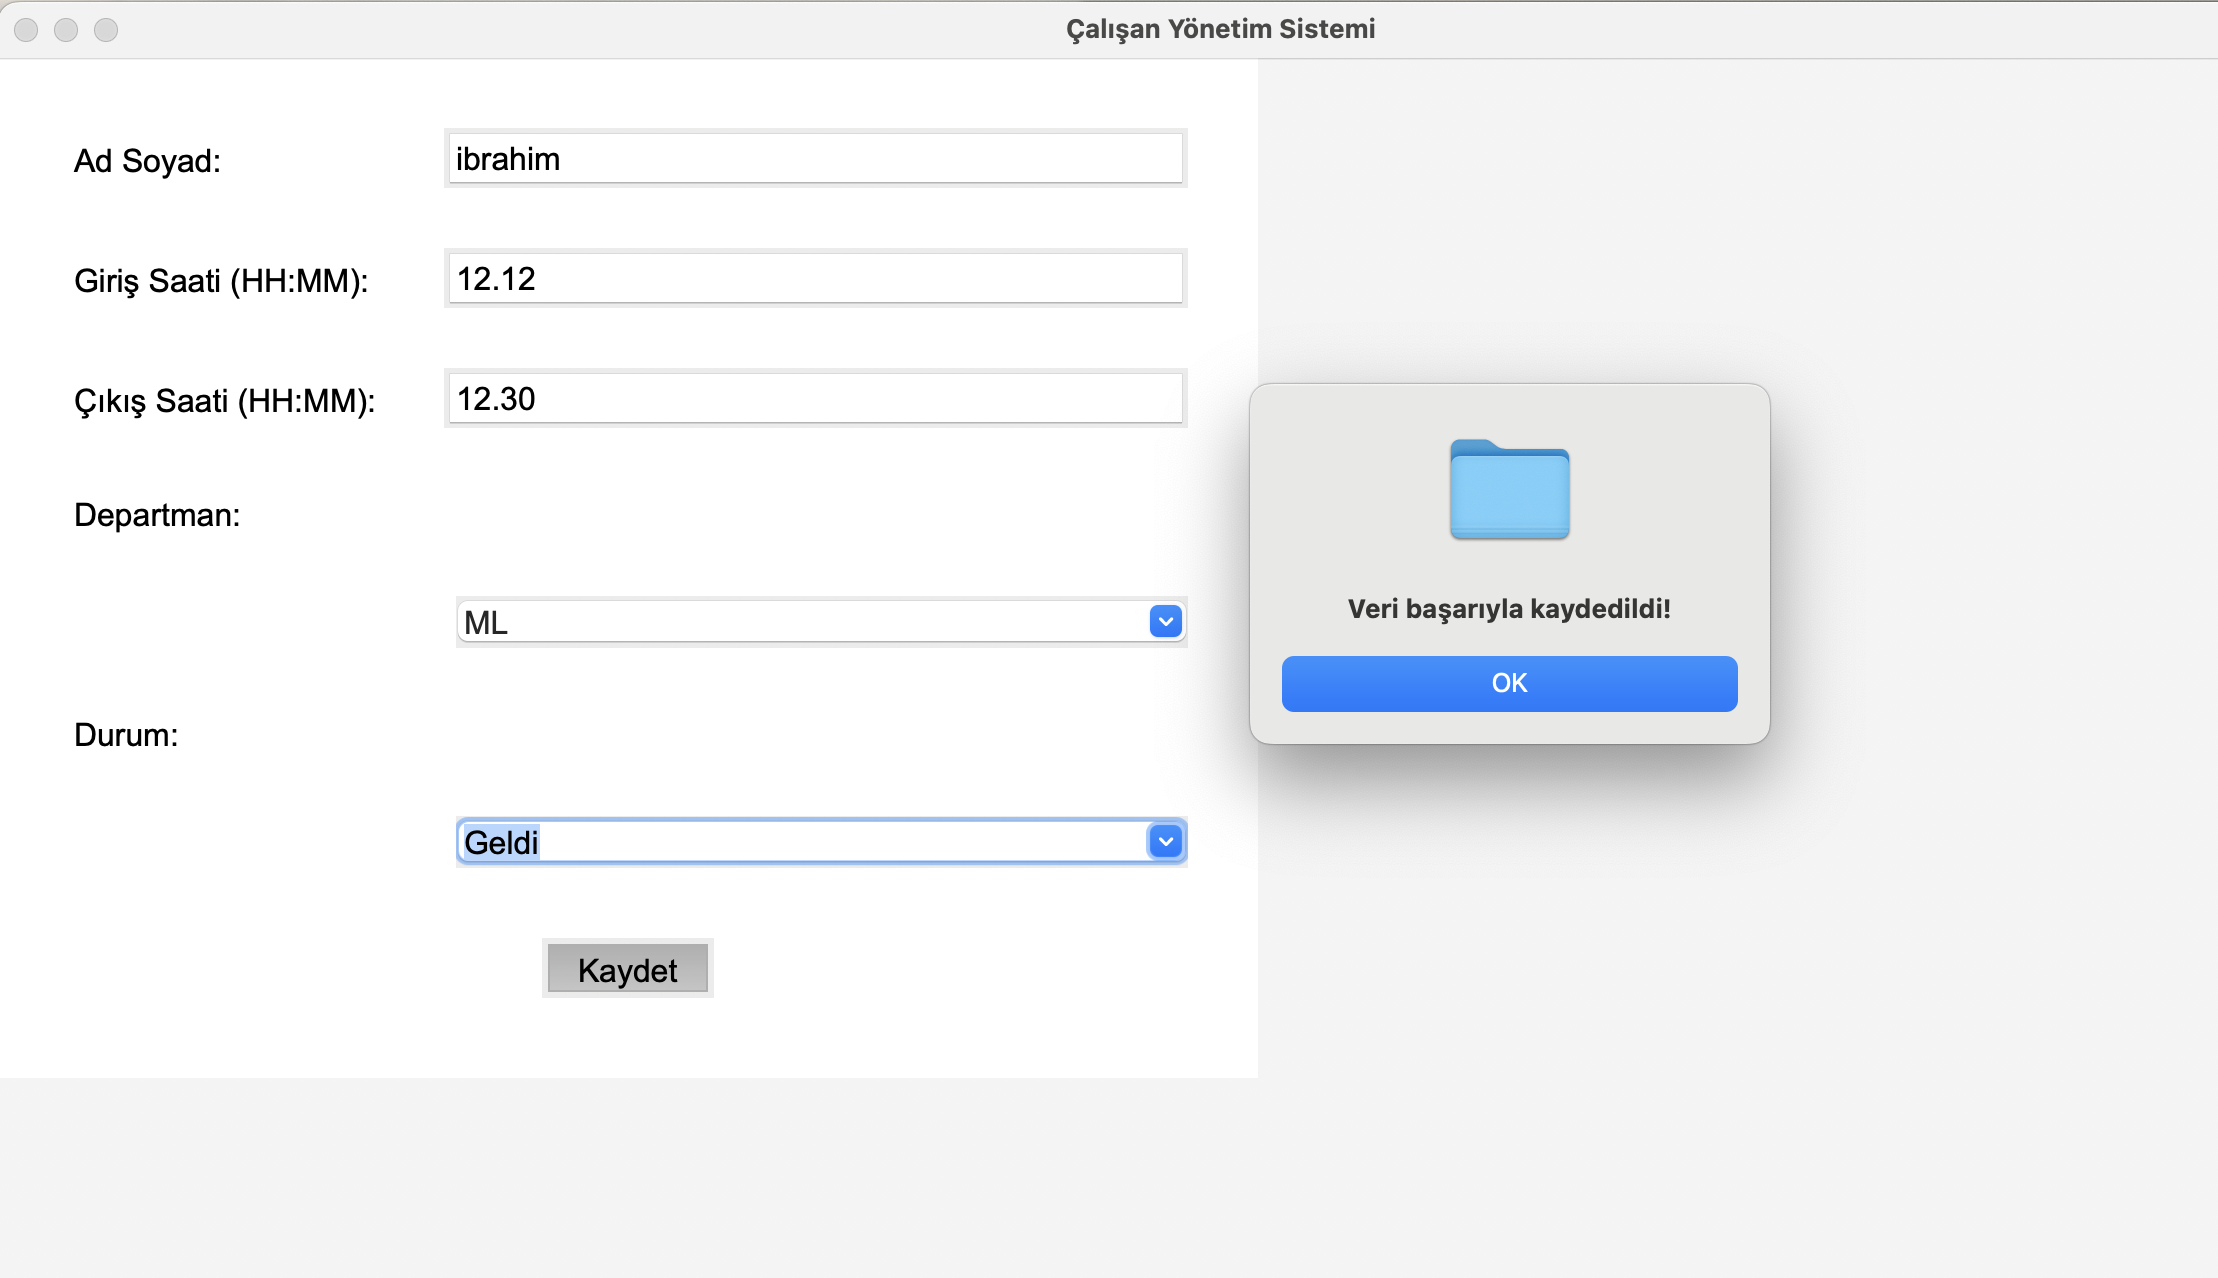 Çalışan Yönetim Sistemi
Ad Soyad:
ibrahim
Giriş Saati (HH:MM):
12.12
Çıkış Saati (HH:MM):
12.30
Departman:
ML
Durum:
Geldi
Kaydet
Veri başarıyla kaydedildi!
OK